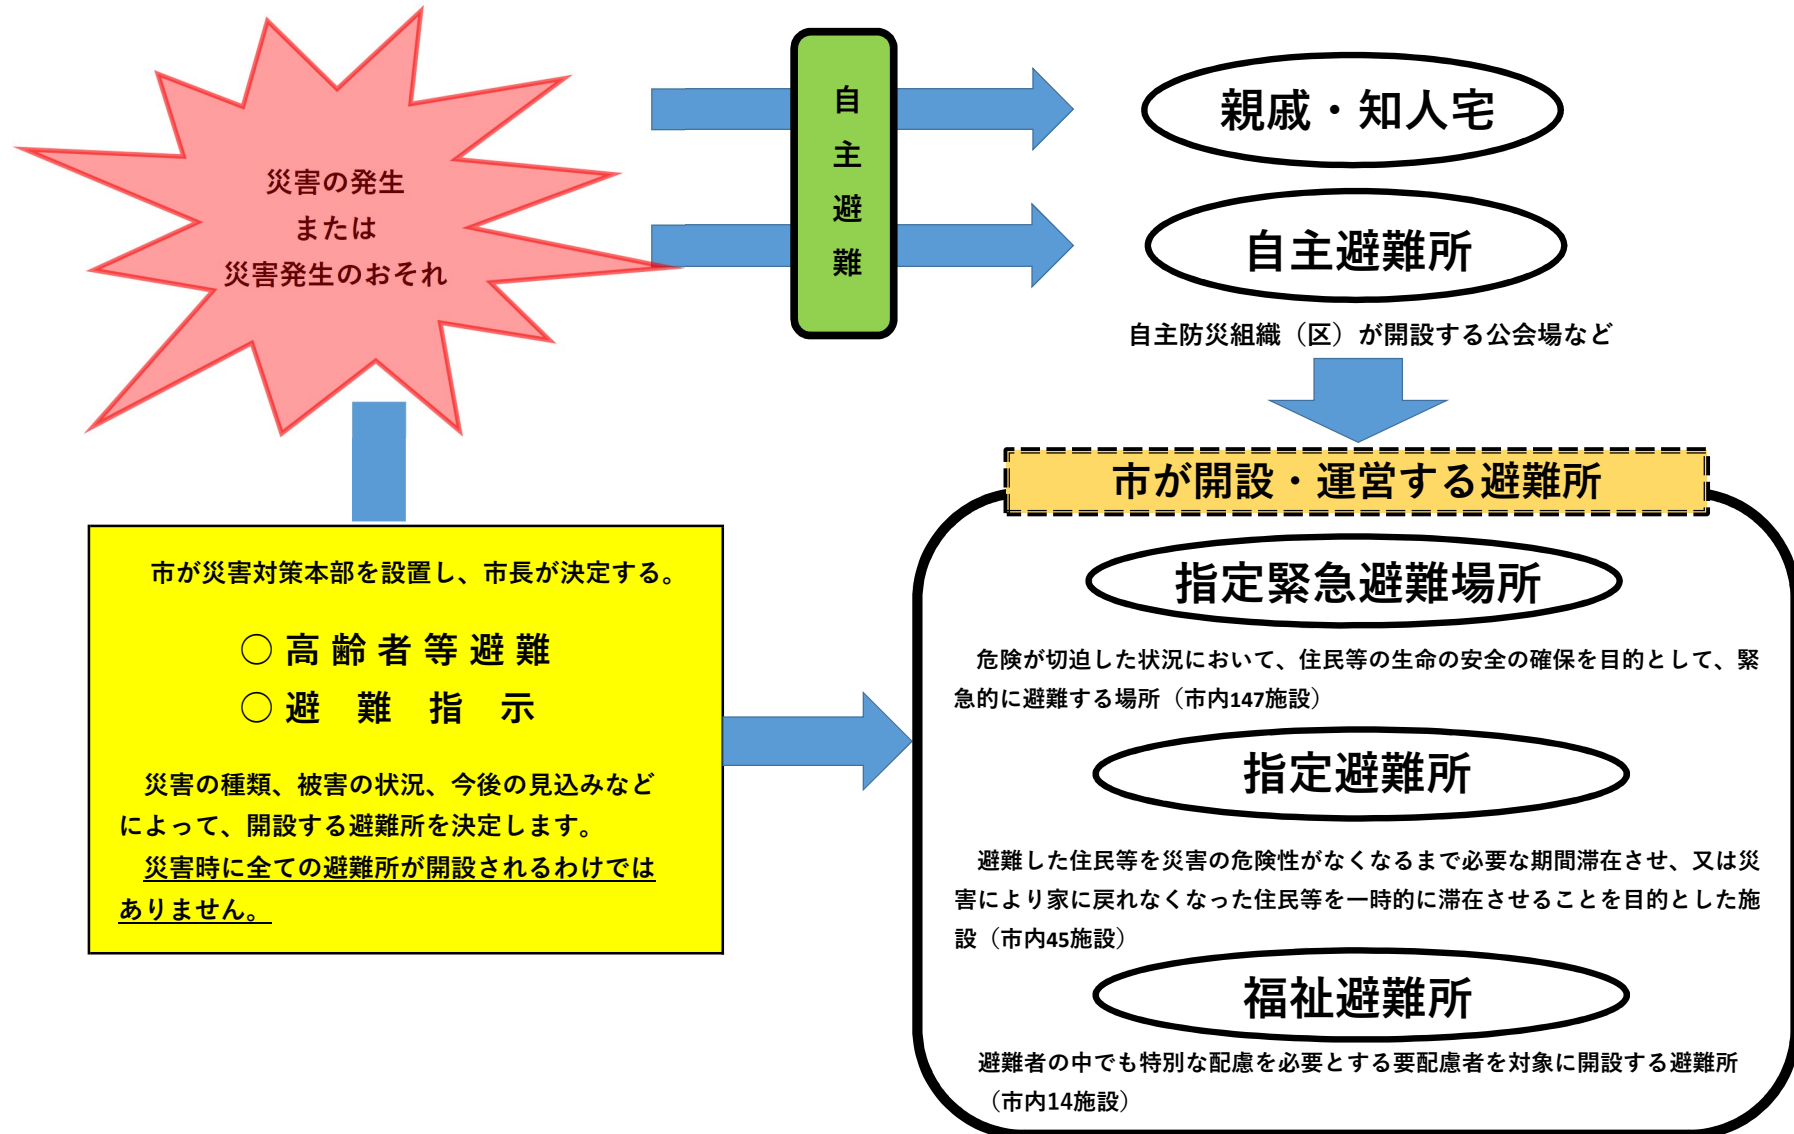 災害の発生
または
災害発生のおそれ
自主避難
親戚・知人宅
自主避難所
自主防災組織（区）が開設する公会場など
市が災害対策本部を設置し、市長が決定する。
○高齢者等避難
○避　難　指　示
災害の種類、被害の状況、今後の見込みなど
によって、開設する避難所を決定します。
災害時に全ての避難所が開設されるわけでは
ありません。
市が開設・運営する避難所
指定緊急避難場所
危険が切迫した状況において、住民等の生命の安全の確保を目的として、緊
急的に避難する場所（市内147施設）
指定避難所
避難した住民等を災害の危険性がなくなるまで必要な期間滞在させ、又は災
害により家に戻れなくなった住民等を一時的に滞在させることを目的とした施
設（市内45施設）
福祉避難所
避難者の中でも特別な配慮を必要とする要配慮者を対象に開設する避難所
（市内14施設）